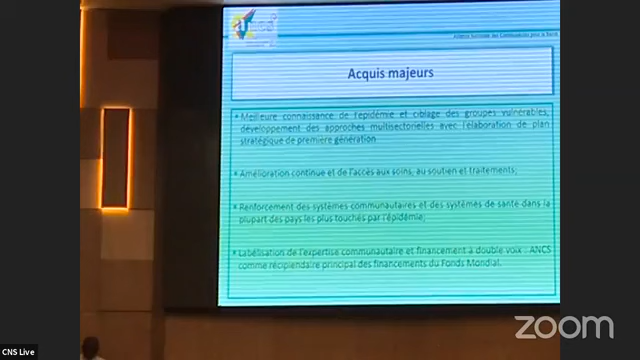 ancs
Alliance Nationale des Communautés pour la Santé
Acquis majeurs
Meilleure connaissance de l'épidémie et ciblage des groupes vulnérables,
développement des approches multisectorielles avec l'élaboration de plan
stratégique de première génération
Amélioration continue et de l'accès aux soins, au soutien et traitements;
Renforcement des systèmes communautaires et des systèmes de santé dans la
plupart des pays les plus touchés par l'épidémie;
Labélisation de l'expertise communautaire et financement à double voix : ANCS
comme récipiendaire principal des financements du Fonds Mondial.
zoom
CNS Live